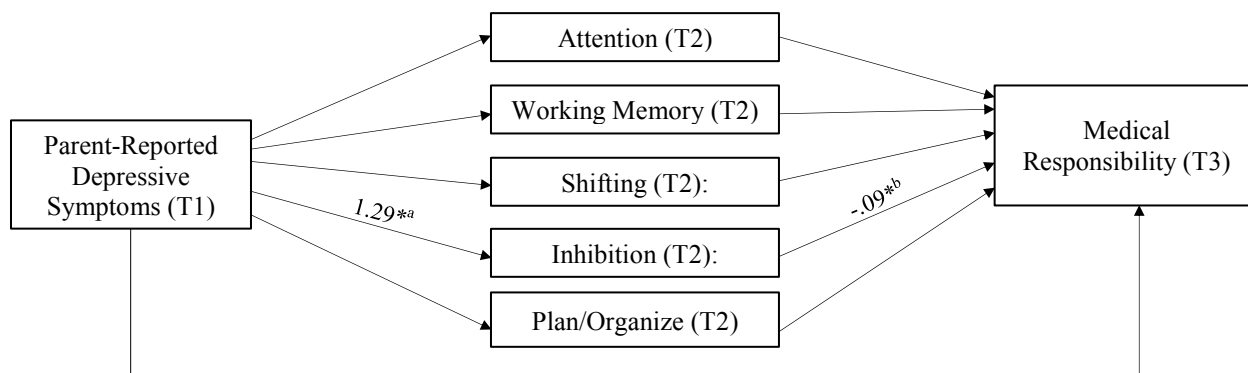 Attention (T2)
Working Memory (T2)
Parent-Reported
Depressive
Symptoms (T1)
Medical
Responsibility (T3)
Shifting (T2):
1.29*ᵃ
-.09*ᵇ
Inhibition (T2):
Plan/Organize (T2)